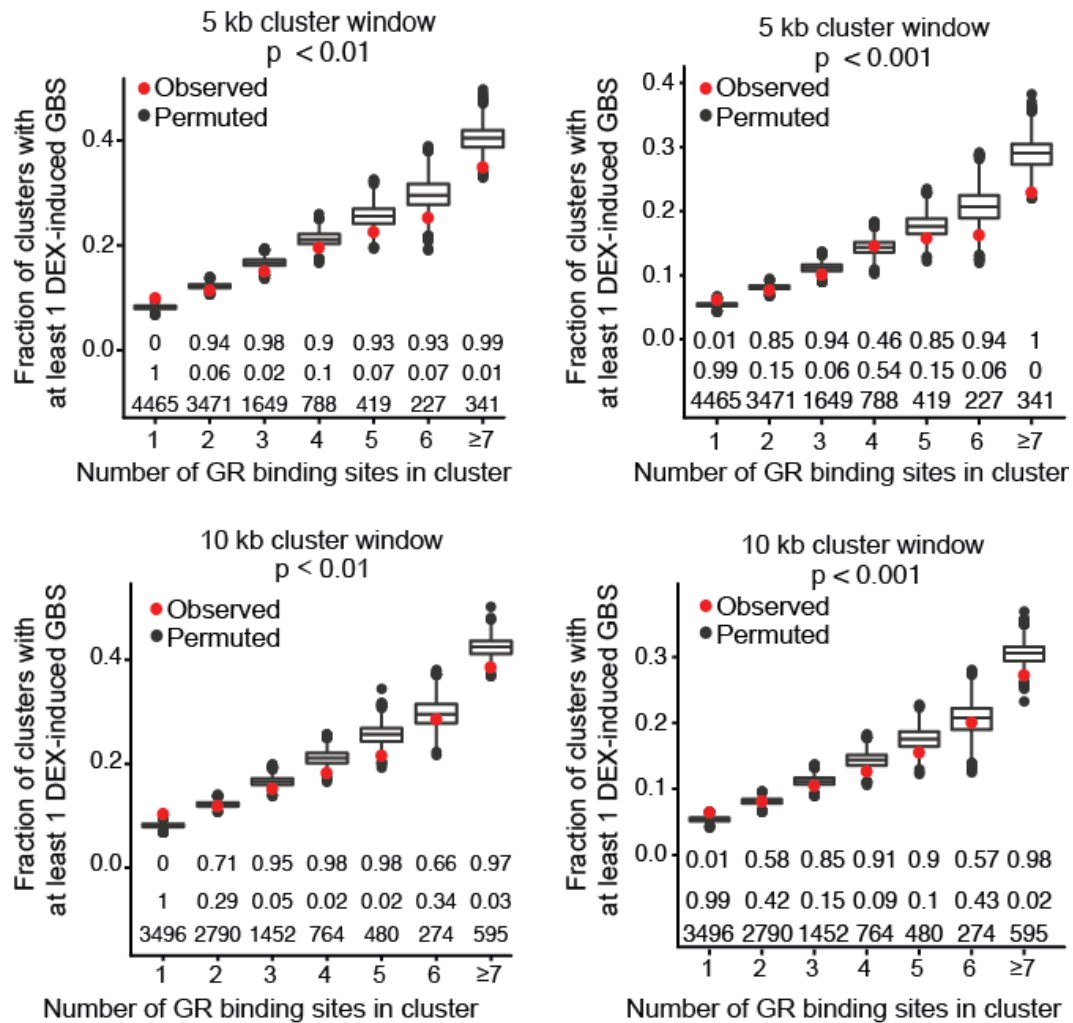 5 kb cluster window
p < 0.01
Observed
Permuted
Fraction of clusters with
at least 1 DEX-induced GBS
0.4
0.2
0.0
0 0.94 0.98 0.9 0.93 0.93 0.99
1 0.06 0.02 0.1 0.07 0.07 0.01
4465 3471 1649 788 419 227 341
1 2 3 4 5 6 ≥7
Number of GR binding sites in cluster
5 kb cluster window
p < 0.001
Observed
Permuted
Fraction of clusters with
at least 1 DEX-induced GBS
0.4
0.3
0.2
0.1
0.0
0.01 0.85 0.94 0.46 0.85 0.94 1
0.99 0.15 0.06 0.54 0.15 0.06 0
4465 3471 1649 788 419 227 341
1 2 3 4 5 6 ≥7
Number of GR binding sites in cluster
10 kb cluster window
p < 0.01
Observed
Permuted
Fraction of clusters with
at least 1 DEX-induced GBS
0.4
0.2
0.0
0 0.71 0.95 0.98 0.98 0.66 0.97
1 0.29 0.05 0.02 0.02 0.34 0.03
3496 2790 1452 764 480 274 595
1 2 3 4 5 6 ≥7
Number of GR binding sites in cluster
10 kb cluster window
p < 0.001
Observed
Permuted
Fraction of clusters with
at least 1 DEX-induced GBS
0.3
0.2
0.1
0.0
0.01 0.58 0.85 0.91 0.9 0.57 0.98
0.99 0.42 0.15 0.09 0.1 0.43 0.02
3496 2790 1452 764 480 274 595
1 2 3 4 5 6 ≥7
Number of GR binding sites in cluster